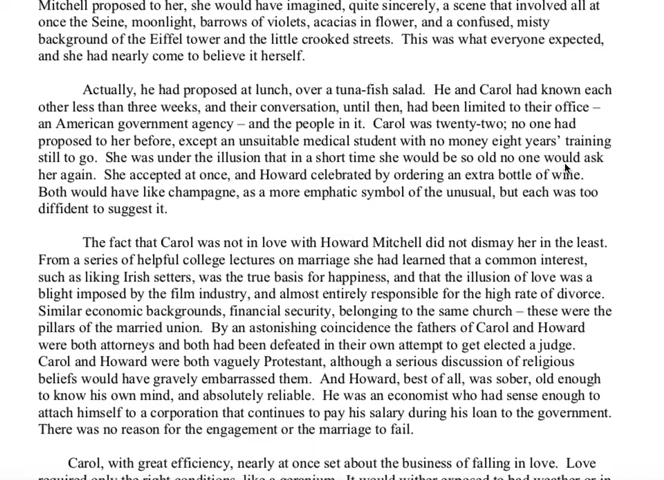 Mitchell proposed to her, she would have imagined, quite sincerely, a scene that involved all at
once the Seine, moonlight, barrows of violets, acacias in flower, and a confused, misty
background of the Eiffel tower and the little crooked streets.  This was what everyone expected,
and she had nearly come to believe it herself.
Actually, he had proposed at lunch, over a tuna-fish salad.  He and Carol had known each
other less than three weeks, and their conversation, until then, had been limited to their office –
an American government agency – and the people in it.  Carol was twenty-two; no one had
proposed to her before, except an unsuitable medical student with no money eight years’ training
still to go.  She was under the illusion that in a short time she would be so old no one would ask
her again.  She accepted at once, and Howard celebrated by ordering an extra bottle of wine.
Both would have like champagne, as a more emphatic symbol of the unusual, but each was too
diffident to suggest it.
The fact that Carol was not in love with Howard Mitchell did not dismay her in the least.
From a series of helpful college lectures on marriage she had learned that a common interest,
such as liking Irish setters, was the true basis for happiness, and that the illusion of love was a
blight imposed by the film industry, and almost entirely responsible for the high rate of divorce.
Similar economic backgrounds, financial security, belonging to the same church – these were the
pillars of the married union.  By an astonishing coincidence the fathers of Carol and Howard
were both attorneys and both had been defeated in their own attempt to get elected a judge.
Carol and Howard were both vaguely Protestant, although a serious discussion of religious
beliefs would have gravely embarrassed them.  And Howard, best of all, was sober, old enough
to know his own mind, and absolutely reliable.  He was an economist who had sense enough to
attach himself to a corporation that continues to pay his salary during his loan to the government.
There was no reason for the engagement or the marriage to fail.
Carol, with great efficiency, nearly at once set about the business of falling in love.  Love
required only the right conditions, like a geranium.  It would wither exposed to bad weather or in